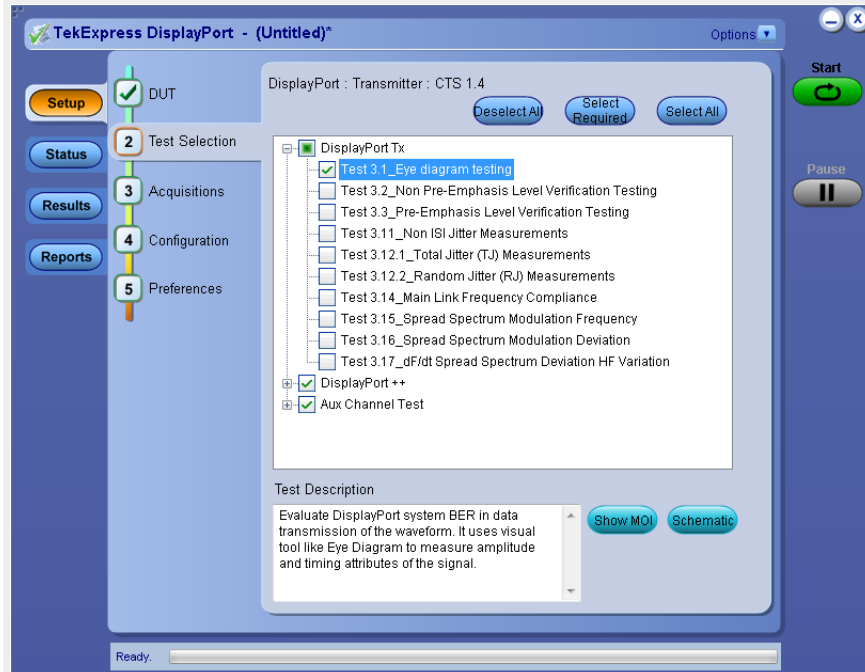 TekExpress DisplayPort - (Untitled)*
Options
Start
Pause
Setup
Status
Results
Reports
DUT
2 Test Selection
3 Acquisitions
4 Configuration
5 Preferences
DisplayPort : Transmitter : CTS 1.4
Deselect All
Select
Required
Select All
DisplayPort Tx
Test 3.1_Eye diagram testing
Test 3.2_Non Pre-Emphasis Level Verification Testing
Test 3.3_Pre-Emphasis Level Verification Testing
Test 3.11_Non ISI Jitter Measurements
Test 3.12.1_Total Jitter (TJ) Measurements
Test 3.12.2_Random Jitter (RJ) Measurements
Test 3.14_Main Link Frequency Compliance
Test 3.15_Spread Spectrum Modulation Frequency
Test 3.16_Spread Spectrum Modulation Deviation
Test 3.17_dF/dt Spread Spectrum Deviation HF Variation
DisplayPort ++
Aux Channel Test
Test Description
Evaluate DisplayPort system BER in data
transmission of the waveform. It uses visual
tool like Eye Diagram to measure amplitude
and timing attributes of the signal.
Show MOI
Schematic
Ready.